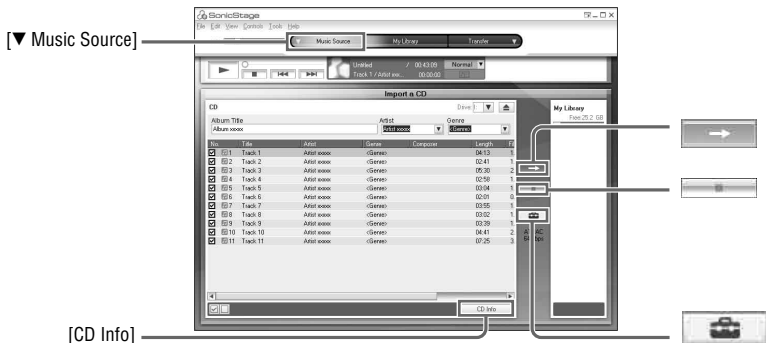 SonicStage
File Edit View Controls Tools Help
[▼ Music Source]
Music Source My Library Transfer
Untitled / 00:43:09 Normal
Track 1 / Artist xxx... 00:00:00
Import a CD
CD Drive
My Library
Free:25.2 GB
Album Title Artist Genre
Album xxxxx Artist xxxxx <Genre>
No. Title Artist Genre Composer Length
1 Track 1 Artist xxxxx <Genre> 04:13
2 Track 2 Artist xxxxx <Genre> 02:41
3 Track 3 Artist xxxxx <Genre> 05:30
4 Track 4 Artist xxxxx <Genre> 02:58
5 Track 5 Artist xxxxx <Genre> 03:04
6 Track 6 Artist xxxxx <Genre> 02:01
7 Track 7 Artist xxxxx <Genre> 03:55
8 Track 8 Artist xxxxx <Genre> 03:02
9 Track 9 Artist xxxxx <Genre> 03:39
10 Track 10 Artist xxxxx <Genre> 04:41
11 Track 11 Artist xxxxx <Genre> 07:25
CD Info
[CD Info]